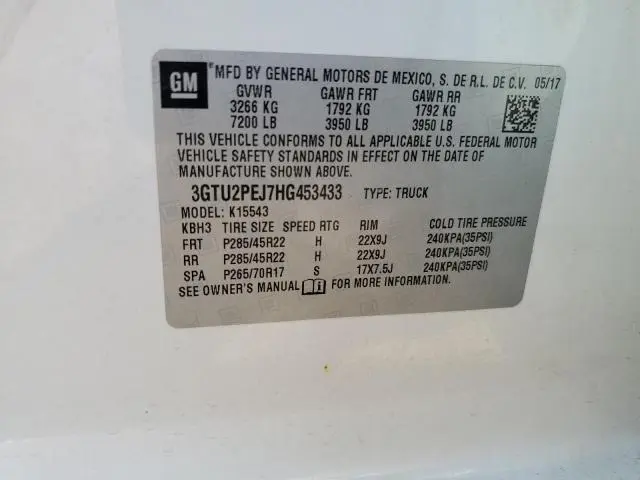 GM ®MFD BY GENERAL MOTORS DE MEXICO, S. DE R.L. DE C.V. 05/17
GVWR GAWR FRT GAWR RR
3266 KG 1792 KG 1792 KG
7200 LB 3950 LB 3950 LB
THIS VEHICLE CONFORMS TO ALL APPLICABLE U.S. FEDERAL MOTOR
VEHICLE SAFETY STANDARDS IN EFFECT ON THE DATE OF
MANUFACTURE SHOWN ABOVE.
3GTU2PEJ7HG453433 TYPE: TRUCK
MODEL: K15543
KBH3 TIRE SIZE SPEED RTG RIM COLD TIRE PRESSURE
FRT P285/45R22 H 22X9J 240KPA(35PSI)
RR P285/45R22 H 22X9J 240KPA(35PSI)
SPA P265/70R17 S 17X7.5J 240KPA(35PSI)
SEE OWNER'S MANUAL FOR MORE INFORMATION.